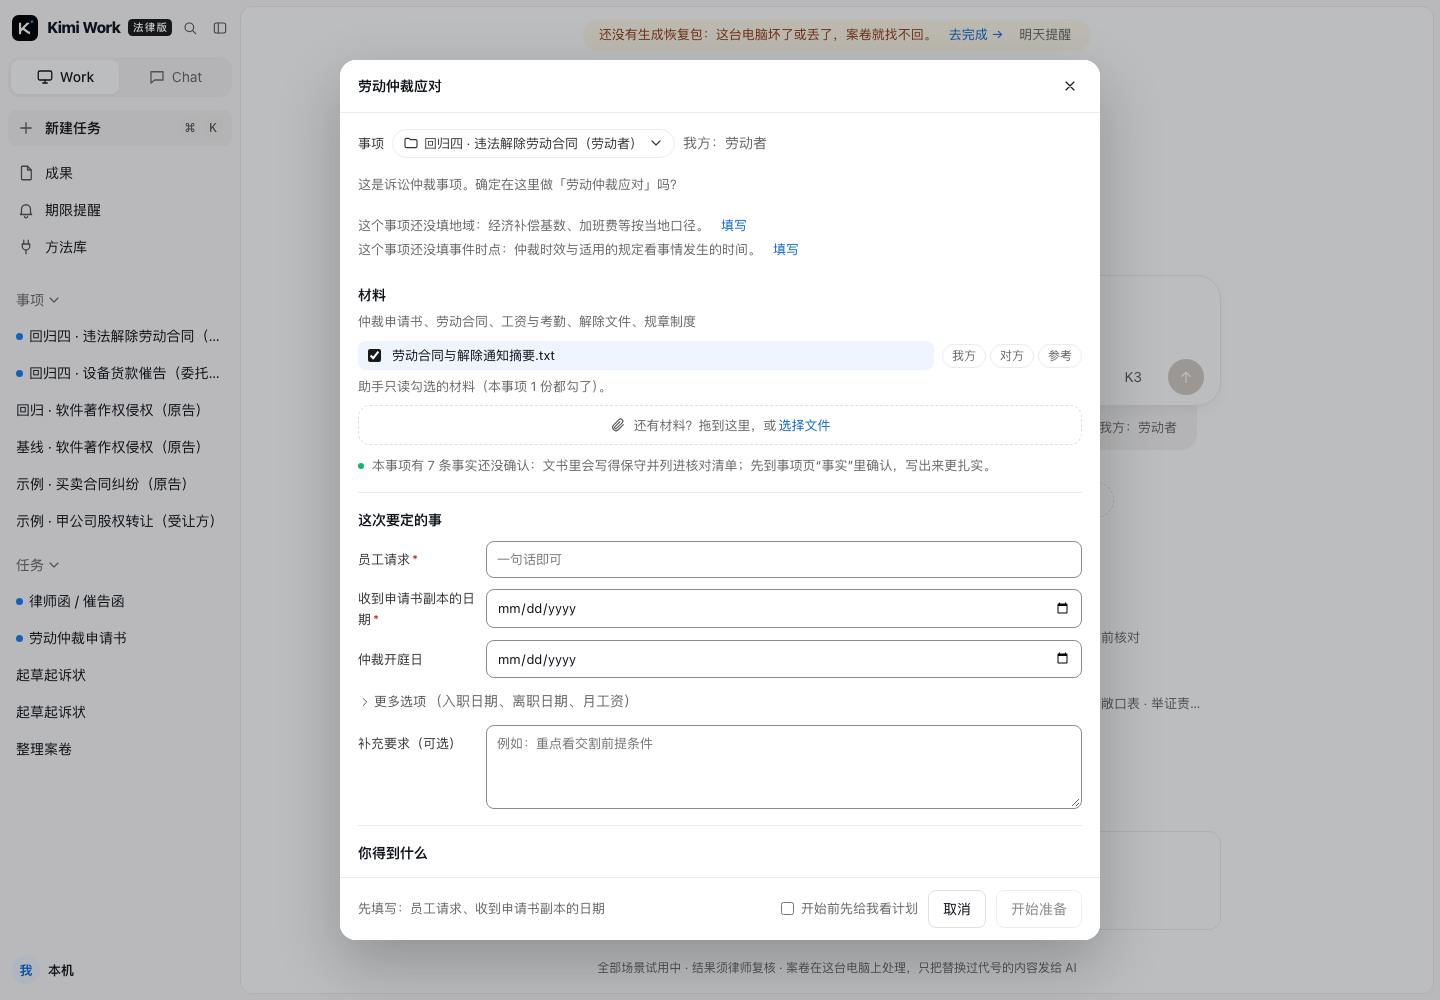 Kimi Work 法律版
Work
Chat
新建任务 ⌘ K
成果
期限提醒
方法库
事项
回归四 · 违法解除劳动合同（...
回归四 · 设备货款催告（委托...
回归 · 软件著作权侵权（原告）
基线 · 软件著作权侵权（原告）
示例 · 买卖合同纠纷（原告）
示例 · 甲公司股权转让（受让方）
任务
律师函 / 催告函
劳动仲裁申请书
起草起诉状
起草起诉状
整理案卷
我 本机
还没有生成恢复包：这台电脑坏了或丢了，案卷就找不回。 去完成 → 明天提醒
劳动仲裁应对
事项 回归四 · 违法解除劳动合同（劳动者） 我方：劳动者
这是诉讼仲裁事项。确定在这里做「劳动仲裁应对」吗？
这个事项还没填地域：经济补偿基数、加班费等按当地口径。 填写
这个事项还没填事件时点：仲裁时效与适用的规定看事情发生的时间。 填写
材料
仲裁申请书、劳动合同、工资与考勤、解除文件、规章制度
劳动合同与解除通知摘要.txt 我方 对方 参考
助手只读勾选的材料（本事项 1 份都勾了）。
还有材料？拖到这里，或选择文件
本事项有 7 条事实还没确认：文书里会写得保守并列进核对清单；先到事项页“事实”里确认，写出来更扎实。
这次要定的事
员工请求 * 一句话即可
收到申请书副本的日
期 * mm/dd/yyyy
仲裁开庭日 mm/dd/yyyy
更多选项 （入职日期、离职日期、月工资）
补充要求（可选） 例如：重点看交割前提条件
你得到什么
先填写：员工请求、收到申请书副本的日期 开始前先给我看计划 取消 开始准备
K3
我方：劳动者
前核对
敞口表 · 举证责...
全部场景试用中 · 结果须律师复核 · 案卷在这台电脑上处理，只把替换过代号的内容发给 AI